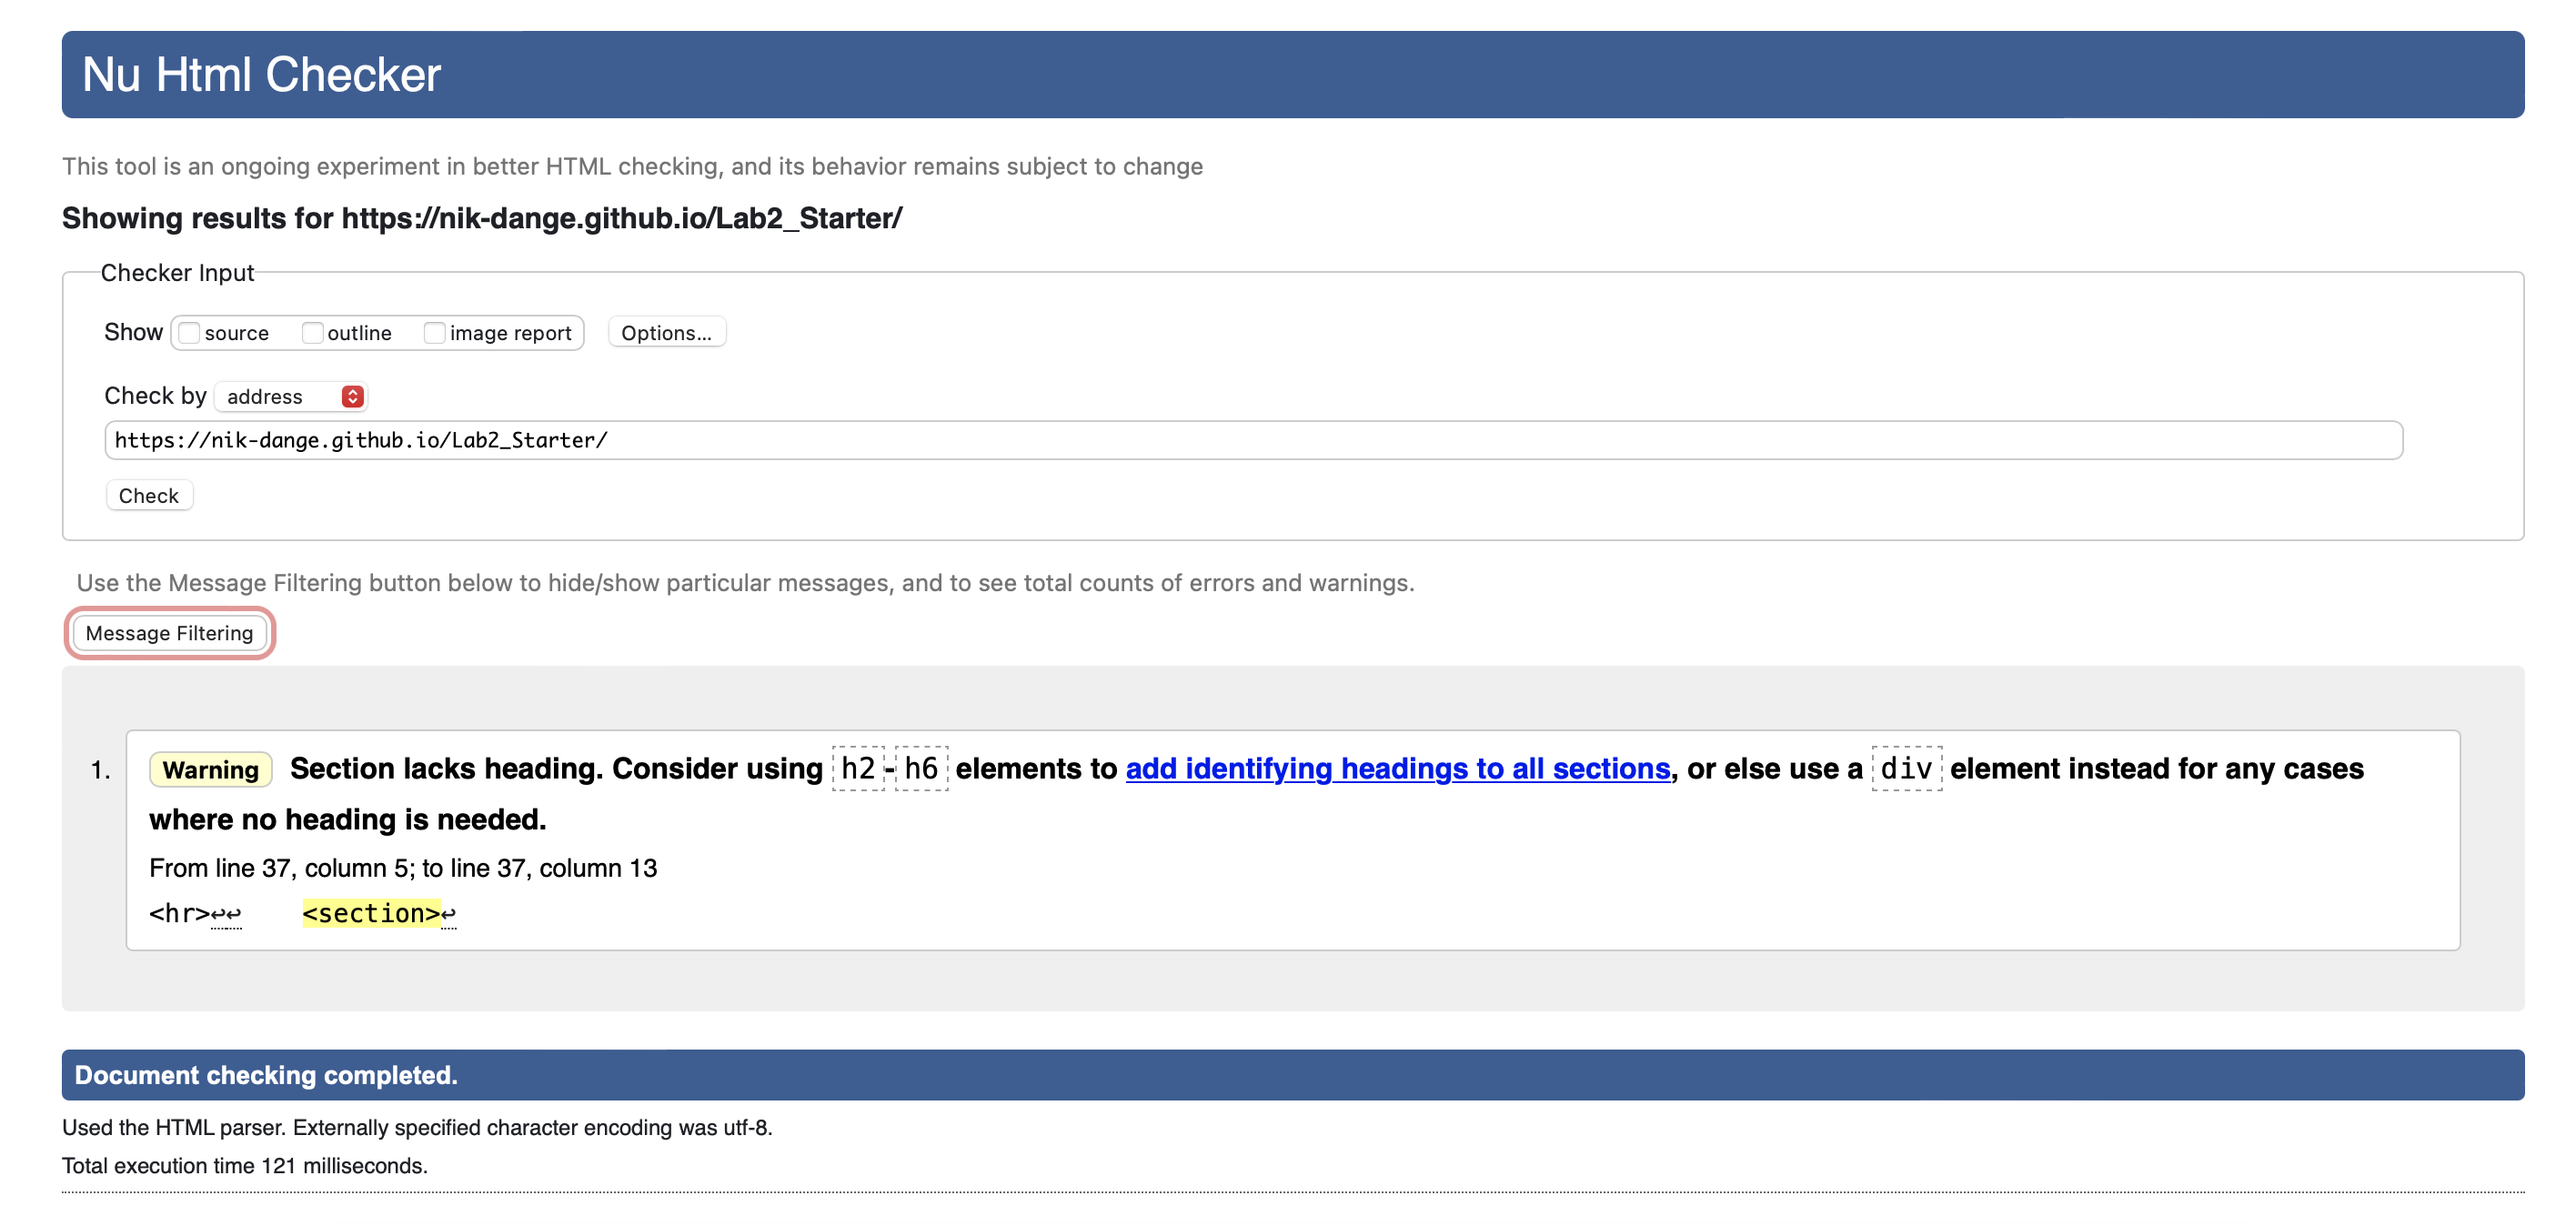 Nu Html Checker
This tool is an ongoing experiment in better HTML checking, and its behavior remains subject to change
Showing results for https://nik-dange.github.io/Lab2_Starter/
Checker Input
Show source outline image report Options...
Check by address
https://nik-dange.github.io/Lab2_Starter/
Check
Use the Message Filtering button below to hide/show particular messages, and to see total counts of errors and warnings.
Message Filtering
1. Warning Section lacks heading. Consider using h2-h6 elements to add identifying headings to all sections, or else use a div element instead for any cases
where no heading is needed.
From line 37, column 5; to line 37, column 13
<hr>↩↩ <section>↩
Document checking completed.
Used the HTML parser. Externally specified character encoding was utf-8.
Total execution time 121 milliseconds.